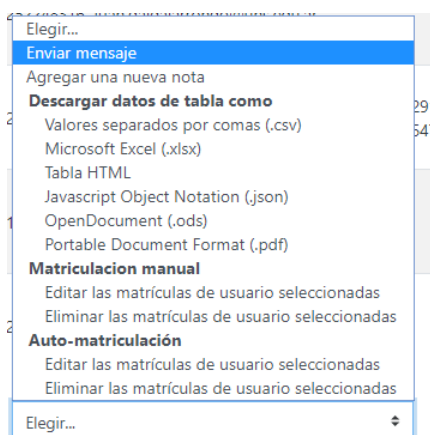 Elegir...
Enviar mensaje
Agregar una nueva nota
Descargar datos de tabla como
Valores separados por comas (.csv)
29
Microsoft Excel (.xlsx)
Tabla HTML
Javascript Object Notation (.json)
OpenDocument (.ods)
Portable Document Format (.pdf)
Matriculacion manual
Editar las matrículas de usuario seleccionadas
Eliminar las matrículas de usuario seleccionadas
Auto-matriculación
Editar las matrículas de usuario seleccionadas
Eliminar las matrículas de usuario seleccionadas
Elegir...